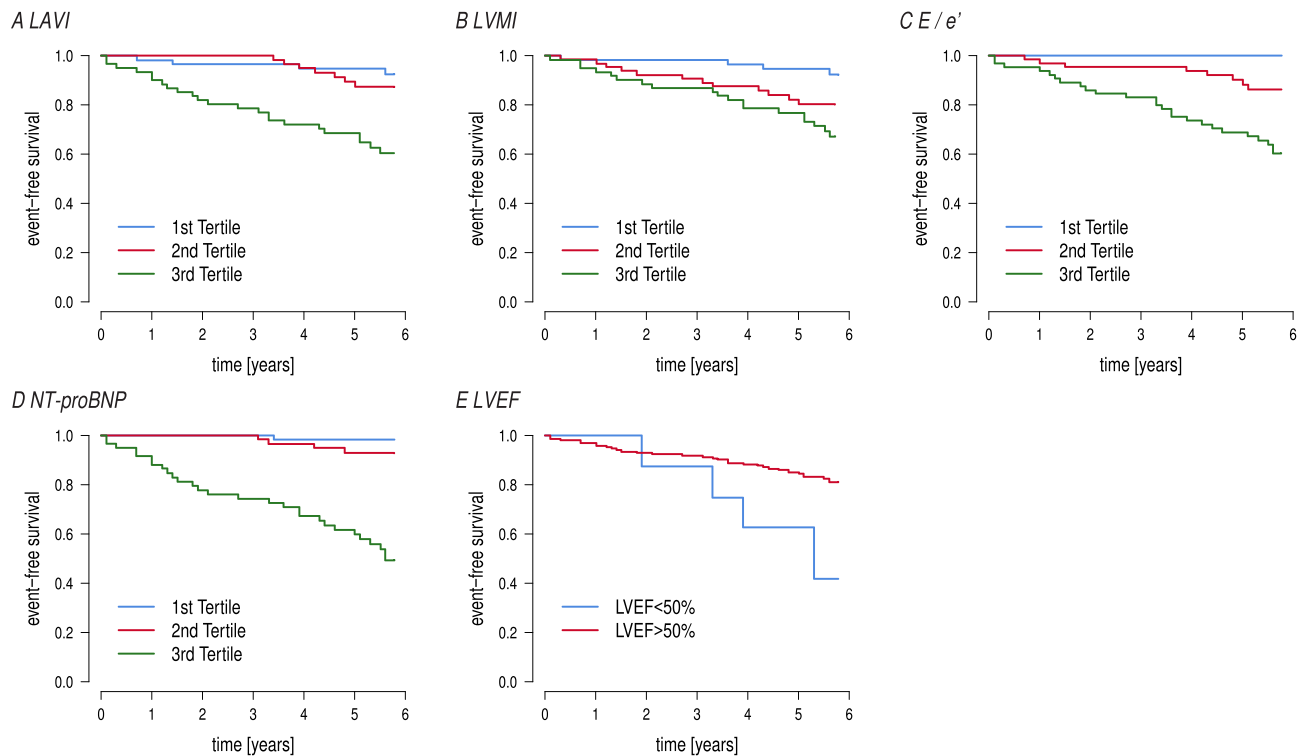 A LAVI
event−free survival
1.0
0.8
0.6
0.4
0.2
0.0
1st Tertile
2nd Tertile
3rd Tertile
0 1 2 3 4 5 6
time [years]
B LVMI
event−free survival
1.0
0.8
0.6
0.4
0.2
0.0
1st Tertile
2nd Tertile
3rd Tertile
0 1 2 3 4 5 6
time [years]
C E / e’
event−free survival
1.0
0.8
0.6
0.4
0.2
0.0
1st Tertile
2nd Tertile
3rd Tertile
0 1 2 3 4 5 6
time [years]
D NT-proBNP
event−free survival
1.0
0.8
0.6
0.4
0.2
0.0
1st Tertile
2nd Tertile
3rd Tertile
0 1 2 3 4 5 6
time [years]
E LVEF
event−free survival
1.0
0.8
0.6
0.4
0.2
0.0
LVEF<50%
LVEF>50%
0 1 2 3 4 5 6
time [years]